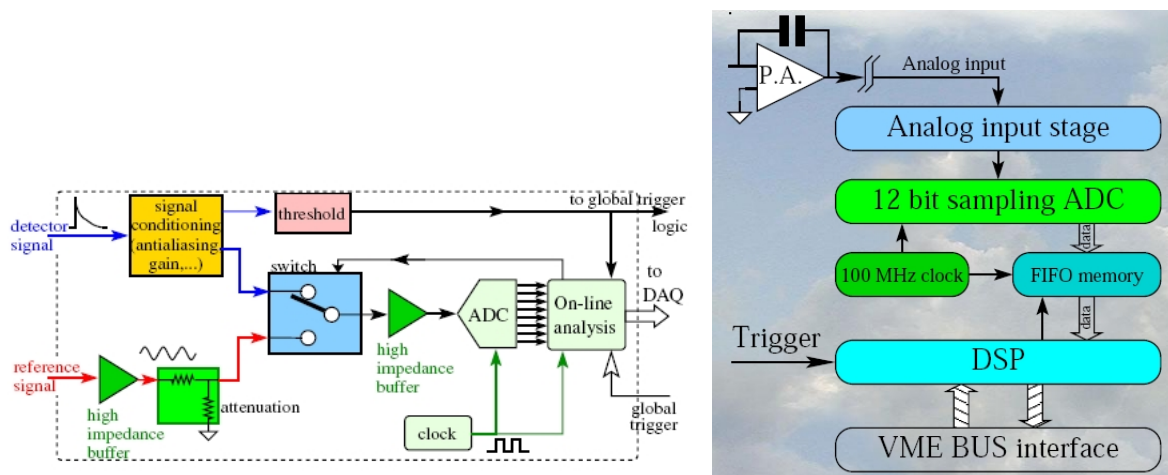 signal
conditioning
(antialiasing
gain,...)
detector
signal
threshold
to global trigger
logic
switch
to
DAQ
ADC
On-line
analysis
high
impedance
buffer
reference
signal
high
impedance
buffer
attenuation
clock
global
trigger
P.A.
Analog input
Analog input stage
12 bit sampling ADC
data
100 MHz clock
FIFO memory
data
Trigger
DSP
VME BUS interface